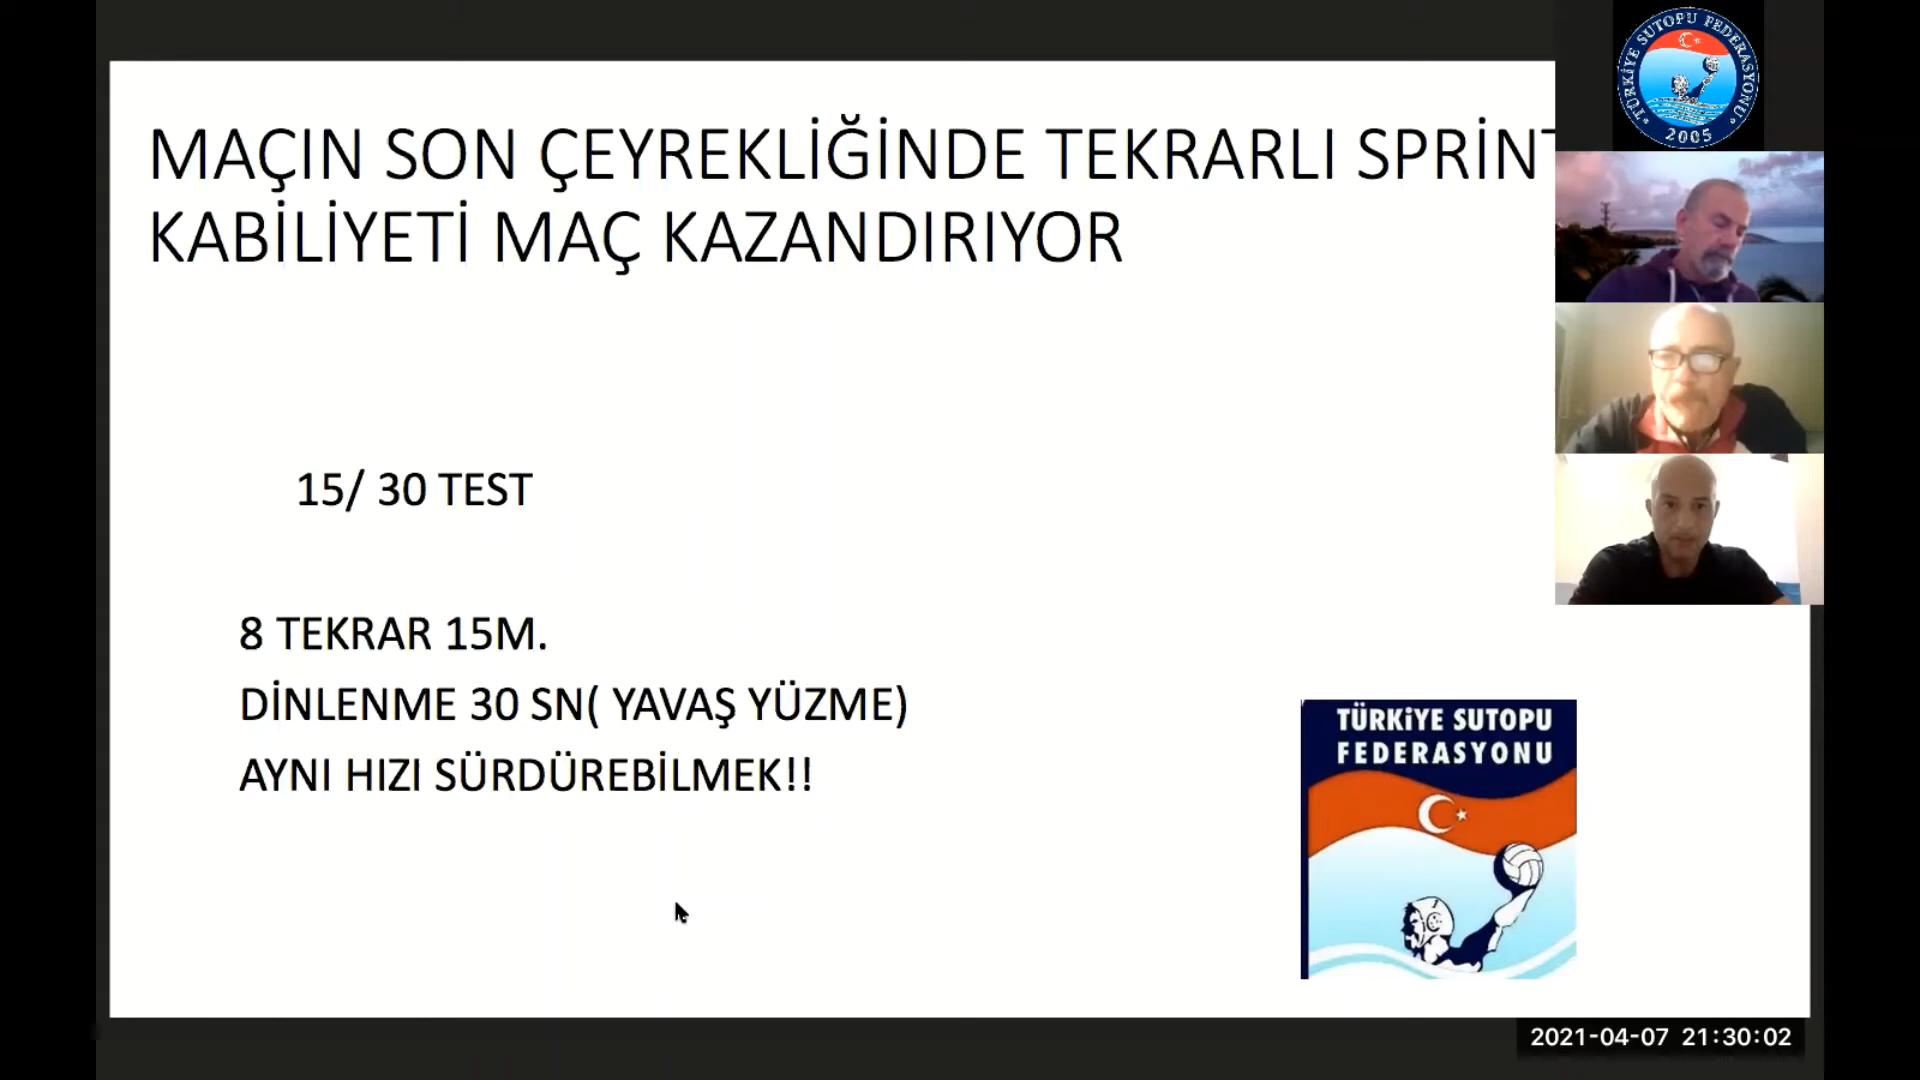 MAÇIN SON ÇEYREKLİĞİNDE TEKRARLI SPRİNT
KABİLİYETİ MAÇ KAZANDIRIYOR
15/ 30 TEST
8 TEKRAR 15M.
DİNLENME 30 SN( YAVAŞ YÜZME)
AYNI HIZI SÜRDÜREBİLMEK!!
TÜRKİYE SUTOPU FEDERASYONU
2005
TÜRKiYE SUTOPU
FEDERASYONU
2021-04-07 21:30:02